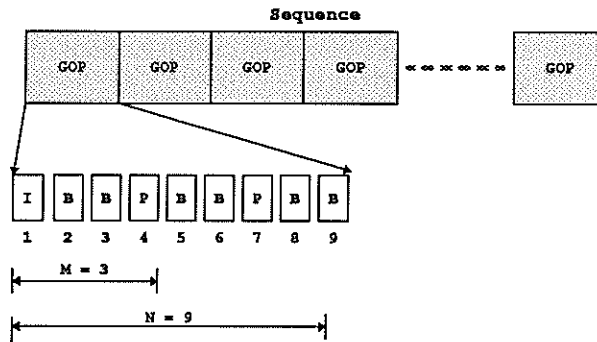 Sequence
GOP GOP GOP GOP GOP
I B B P B B P B B
1 2 3 4 5 6 7 8 9
M = 3
N = 9